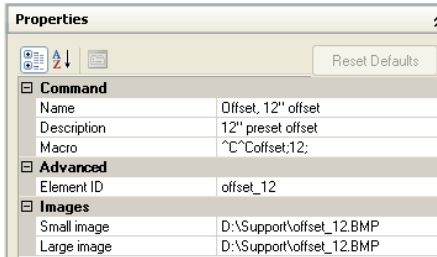 Properties
Reset Defaults
Command
Name Offset, 12" offset
Description 12" preset offset
Macro ^C^Coffset;12;
Advanced
Element ID offset_12
Images
Small image D:\Support\offset_12.BMP
Large image D:\Support\offset_12.BMP